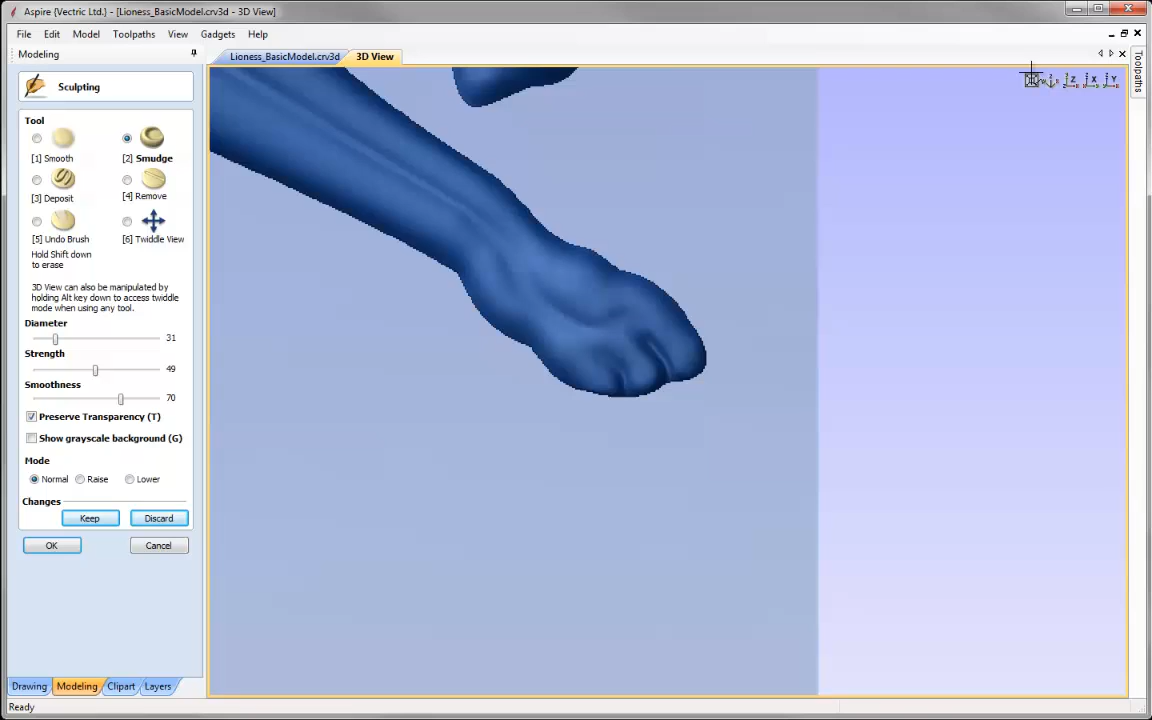 Aspire {Vectric Ltd.} - [Lioness_BasicModel.crv3d - 3D View]
File Edit Model Toolpaths View Gadgets Help
Modeling
Lioness_BasicModel.crv3d 3D View
Toolpaths
Z X Y
Sculpting
Tool
[1] Smooth [2] Smudge
[3] Deposit [4] Remove
[5] Undo Brush [6] Twiddle View
Hold Shift down
to erase
3D View can also be manipulated by
holding Alt key down to access twiddle
mode when using any tool.
Diameter
31
Strength
49
Smoothness
70
Preserve Transparency (T)
Show grayscale background (G)
Mode
Normal Raise Lower
Changes
Keep Discard
OK Cancel
Drawing Modeling Clipart Layers
Ready